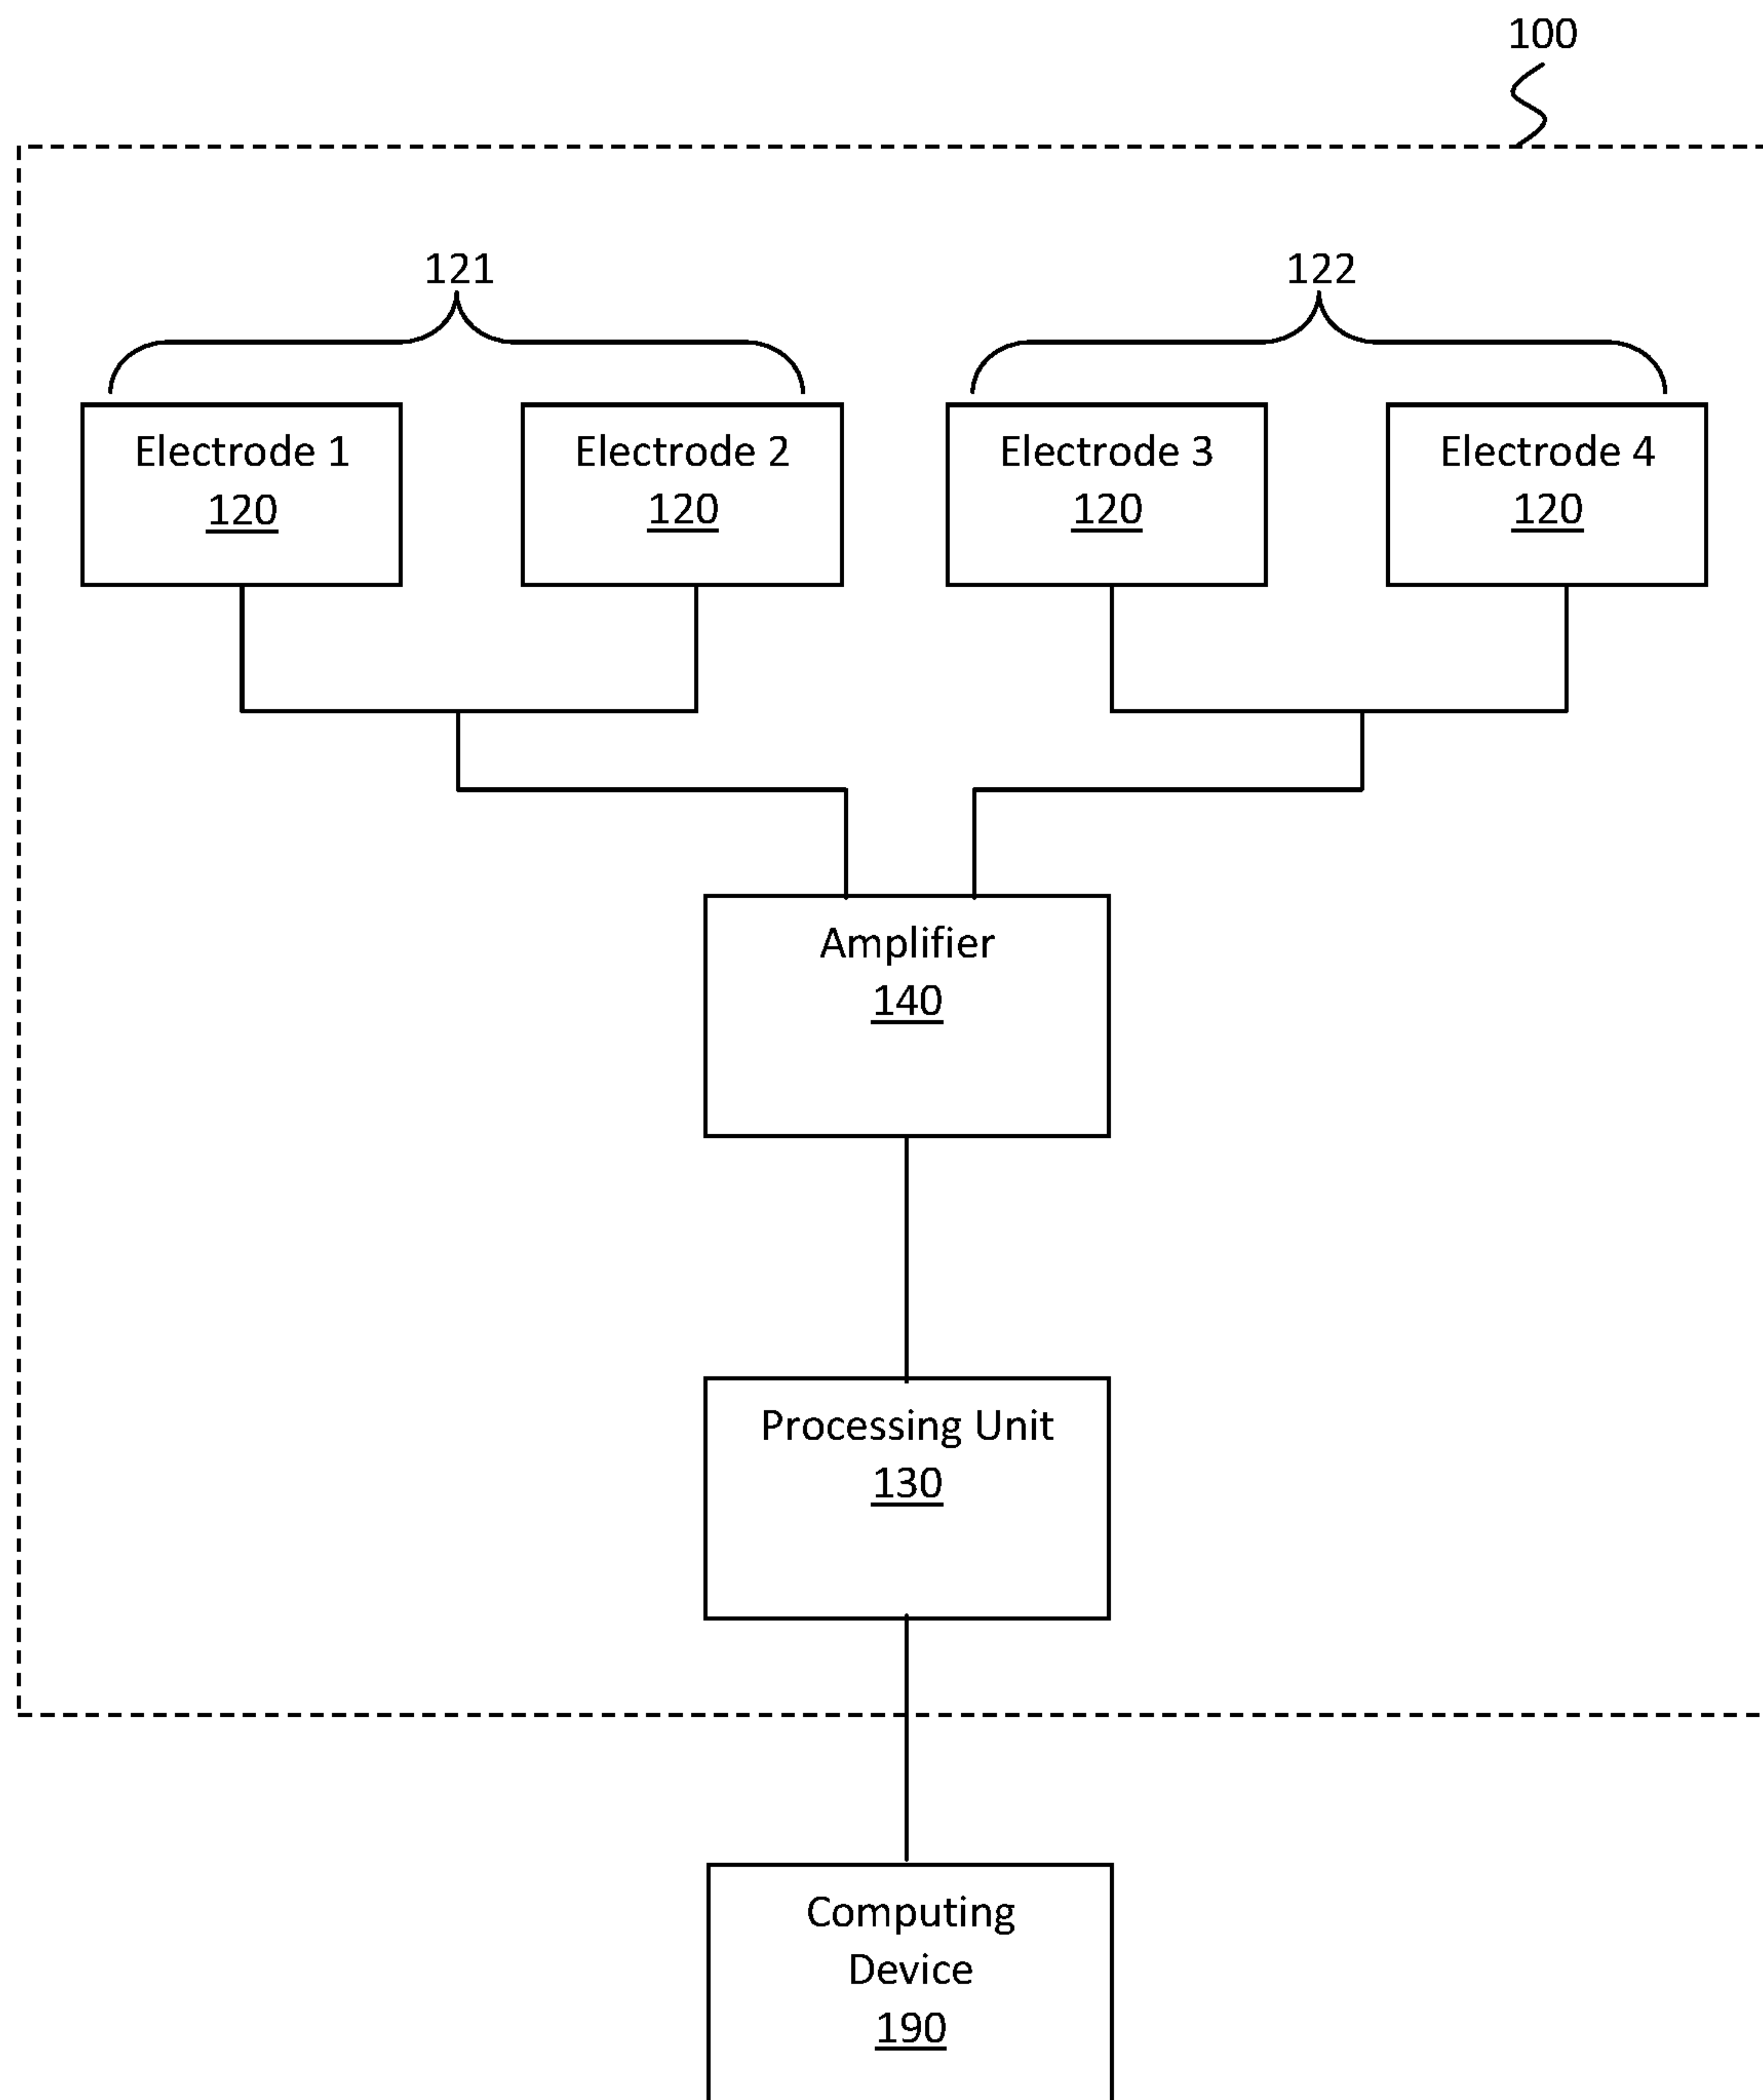 100
121
122
Electrode 1
120
Electrode 2
120
Electrode 3
120
Electrode 4
120
Amplifier
140
Processing Unit
130
Computing
Device
190